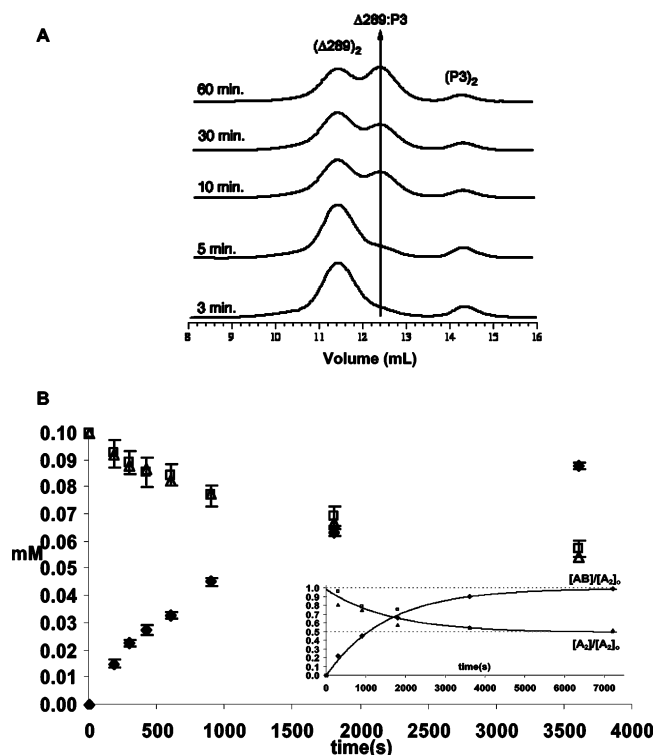 A
Δ289:P3
(Δ289)₂
(P3)₂
60 min.
30 min.
10 min.
5 min.
3 min.
8 9 10 11 12 13 14 15 16
Volume (mL)
B
0.10
0.09
0.08
0.07
0.06
mM
0.05
0.04
0.03
0.02
0.01
0.00
0 500 1000 1500 2000 2500 3000 3500 4000
time(s)
1.0
0.9
0.8
0.7
0.6
0.5
0.4
0.3
0.2
0.1
0.0
0 1000 2000 3000 4000 5000 6000 7000
time(s)
[AB]/[A₂]₀
[A₂]/[A₂]₀